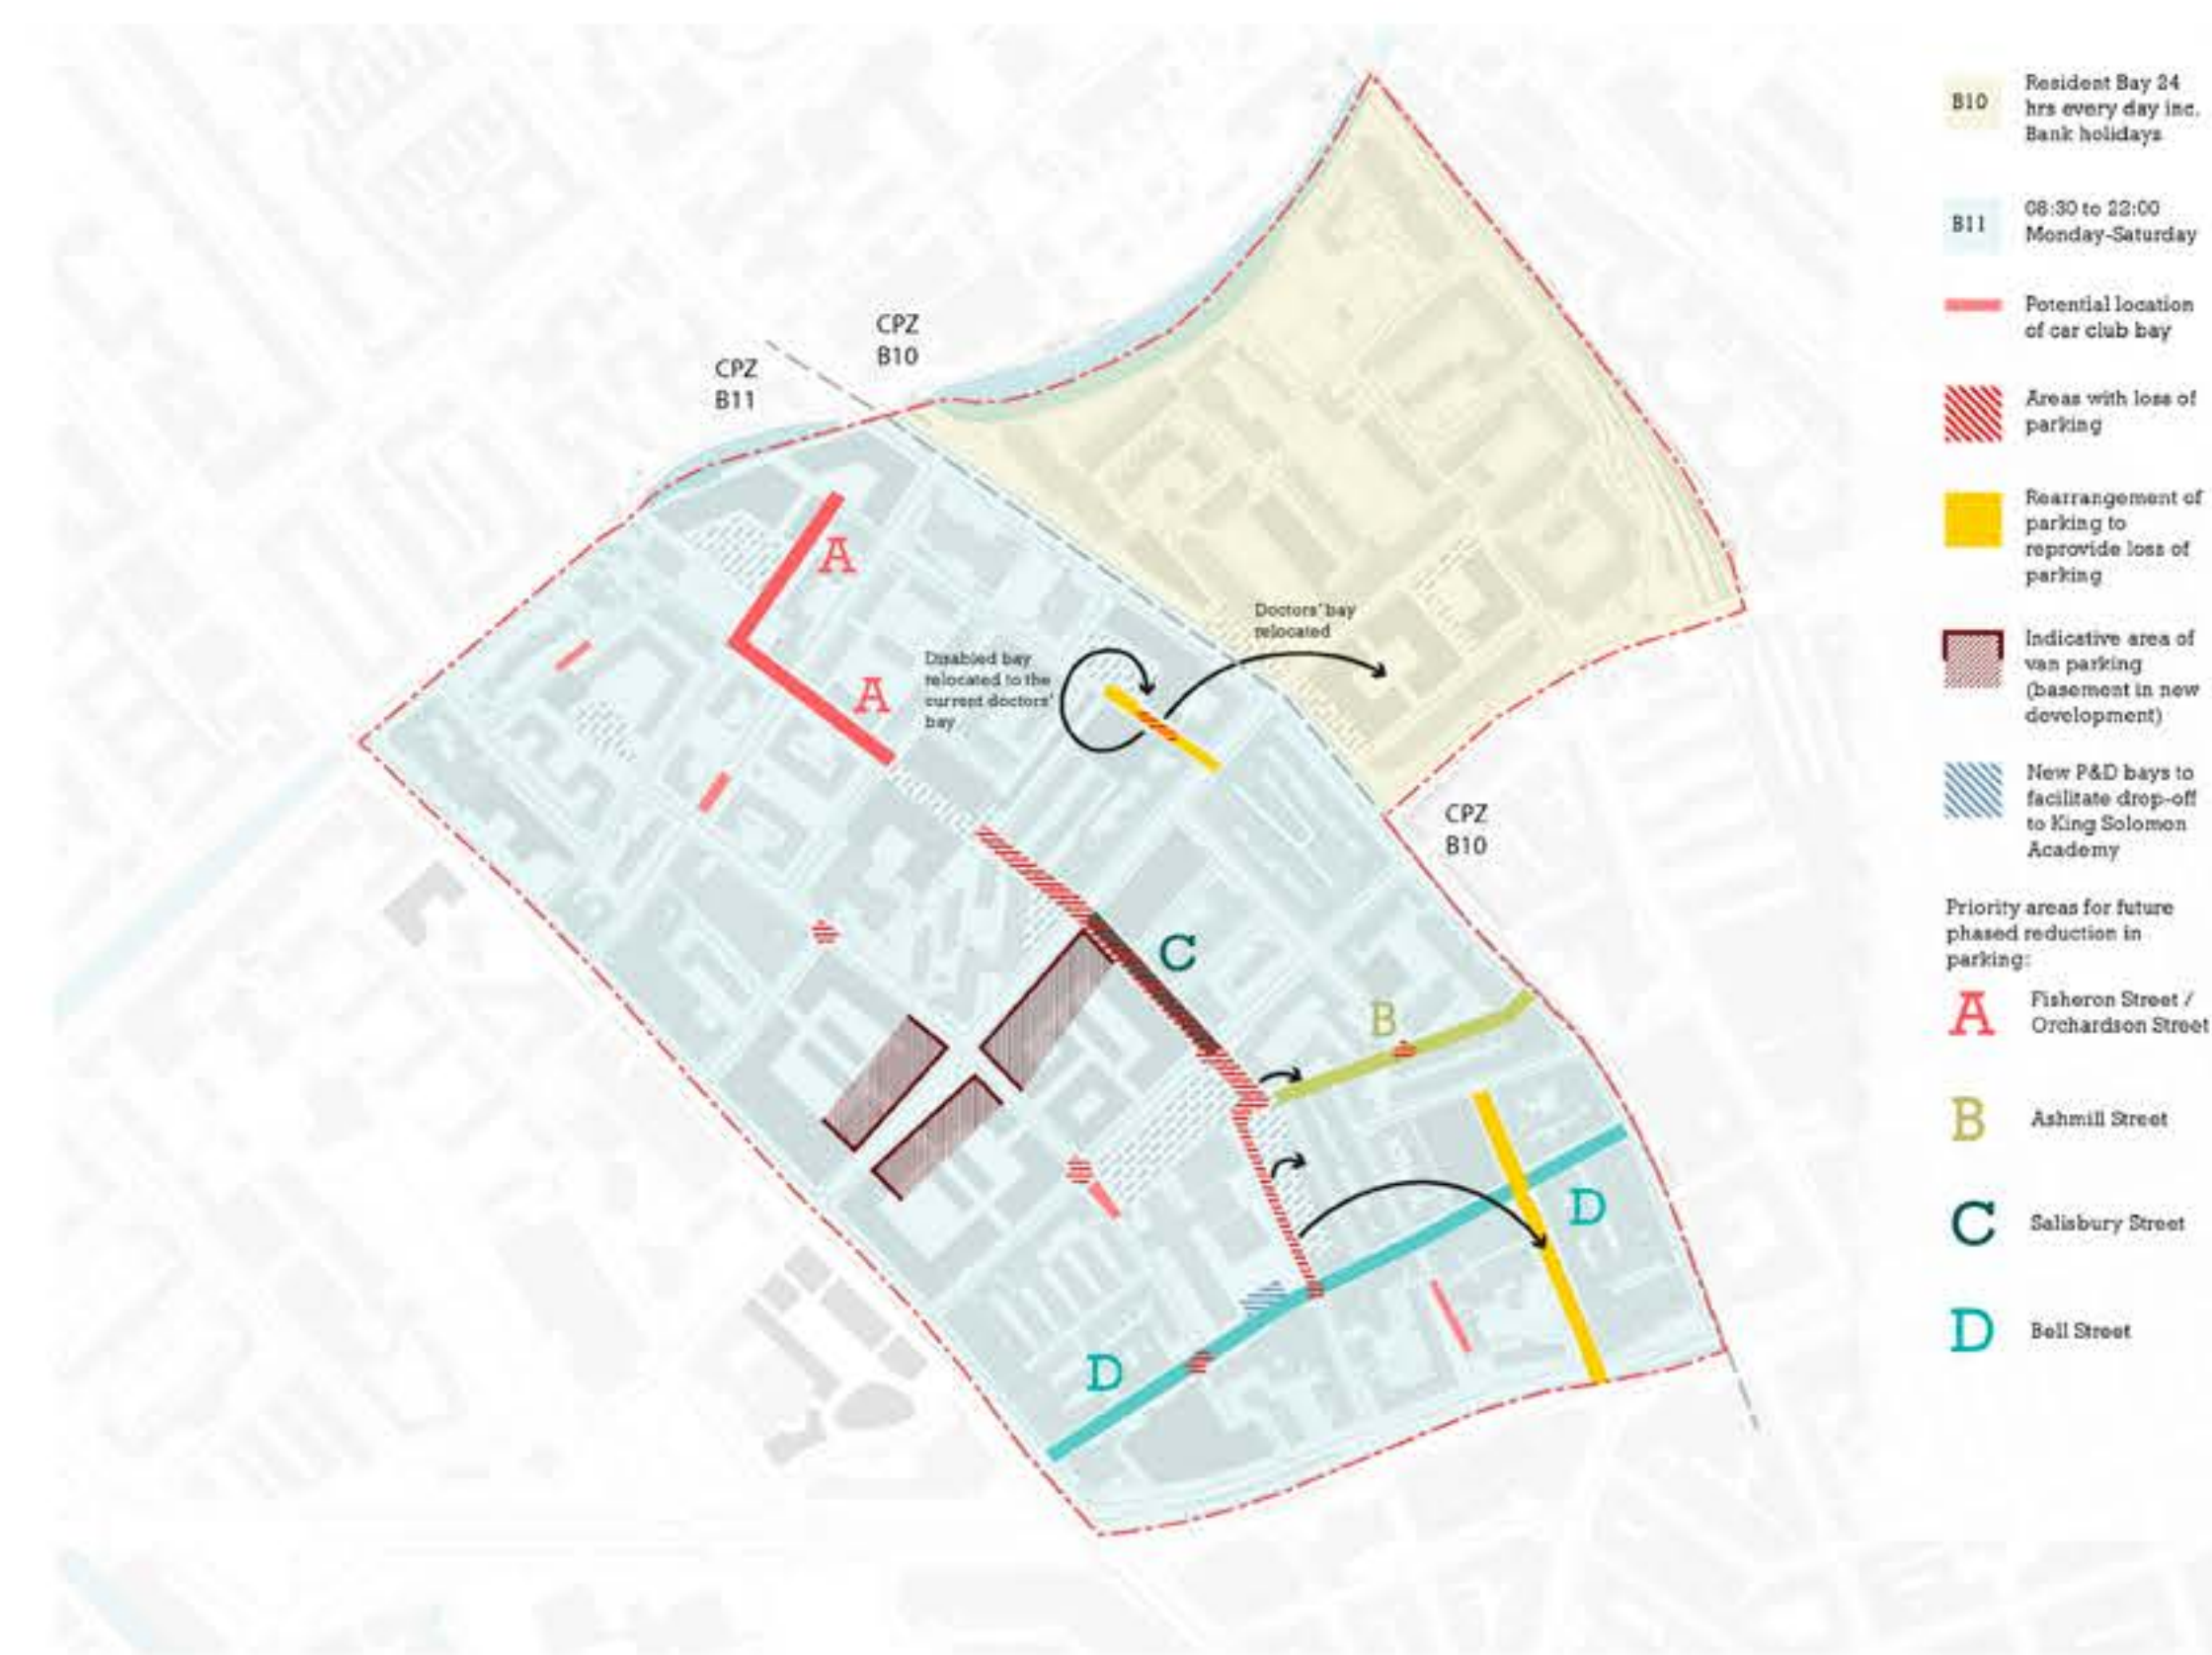 CPZ
B10
CPZ
B11
A
A
Doctors' bay
relocated
Disabled bay
relocated to the
current doctors'
bay
CPZ
B10
C
B
D
D
B10
Resident Bay 24
hrs every day inc.
Bank holidays
B11
08:30 to 22:00
Monday-Saturday
Potential location
of car club bay
Areas with loss of
parking
Rearrangement of
parking to
reprovide loss of
parking
Indicative area of
van parking
(basement in new
development)
New P&D bays to
facilitate drop-off
to King Solomon
Academy
Priority areas for future
phased reduction in
parking:
A
Fisheron Street /
Orchardson Street
B
Ashmill Street
C
Salisbury Street
D
Bell Street